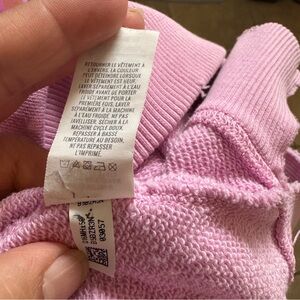 RETOURNER LE VÊTEMENT À
L'ENVERS. LA COULEUR
PEUT DÉTEINDRE LORSQUE
LE VÊTEMENT EST MOUILLÉ.
LAVER SÉPARÉMENT À L'EAU
FROIDE AVANT DE PORTER
LE VÊTEMENT POUR LA
PREMIÈRE FOIS. LAVER
SÉPARÉMENT À LA MACHINE
À L'EAU FROIDE. NE PAS
JAVELLISER. SÉCHER À LA
MACHINE CYCLE DOUX.
REPASSER À BASSE
TEMPÉRATURE AU BESOIN.
NE PAS REPASSER
L'IMPRIMÉ.
03057